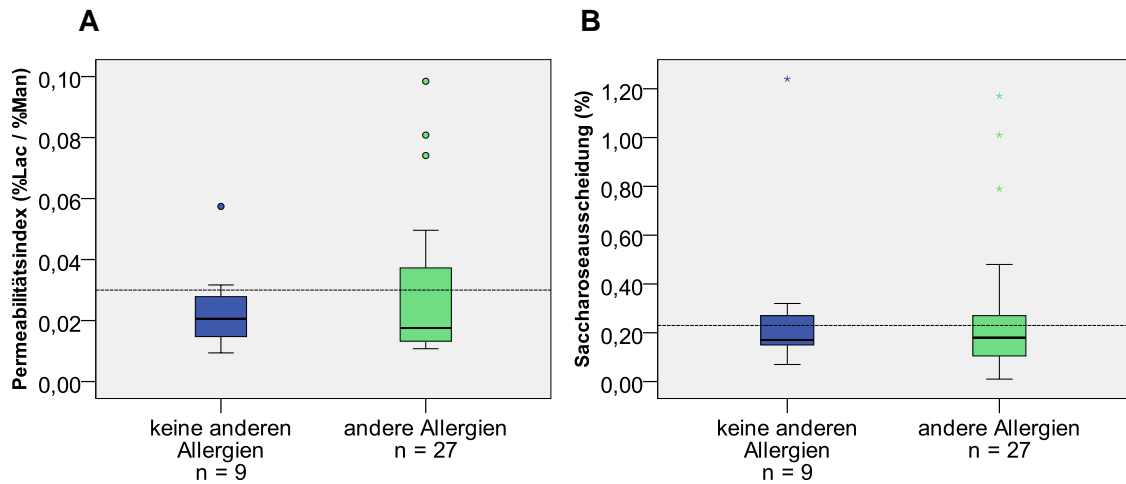 A
Permeabilitätsindex (%Lac / %Man)
0,10
0,08
0,06
0,04
0,02
0,00
keine anderen
Allergien
n = 9
andere Allergien
n = 27
B
Saccharoseausscheidung (%)
1,20
1,00
0,80
0,60
0,40
0,20
0,00
keine anderen
Allergien
n = 9
andere Allergien
n = 27